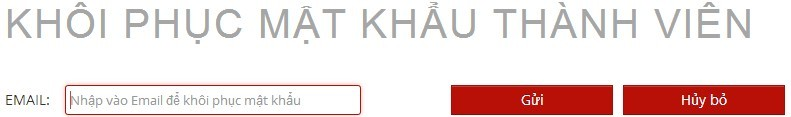 KHÔI PHỤC MẬT KHẨU THÀNH VIÊN
EMAIL: Nhập vào Email để khôi phục mật khẩu Gửi Hủy bỏ